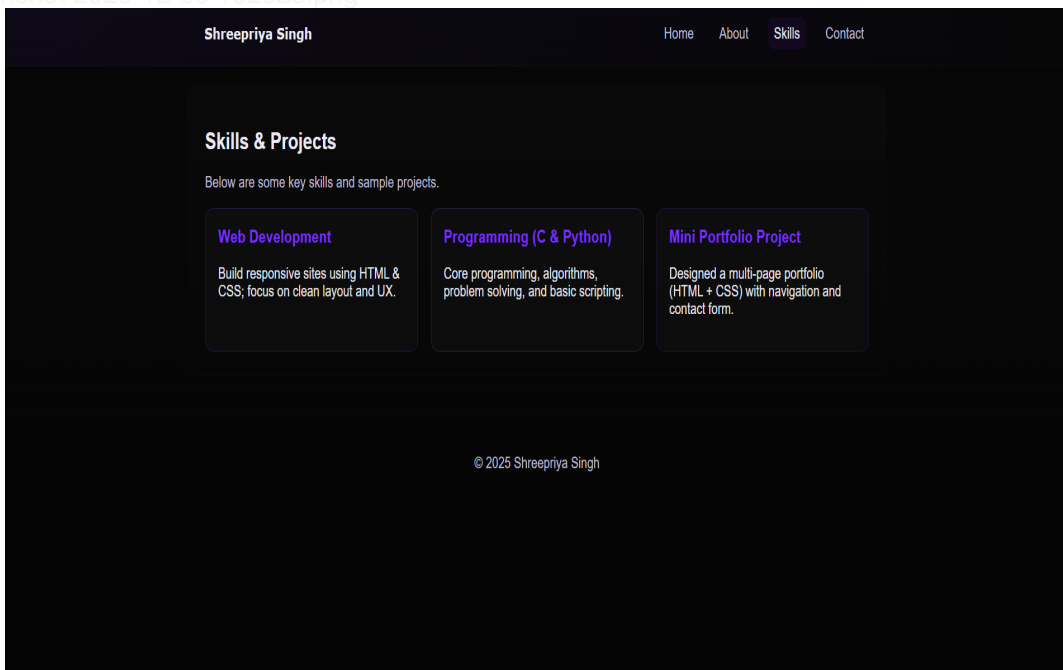 Shreepriya Singh
Home About Skills Contact
Skills & Projects
Below are some key skills and sample projects.
Web Development
Build responsive sites using HTML &
CSS; focus on clean layout and UX.
Programming (C & Python)
Core programming, algorithms,
problem solving, and basic scripting.
Mini Portfolio Project
Designed a multi-page portfolio
(HTML + CSS) with navigation and
contact form.
© 2025 Shreepriya Singh